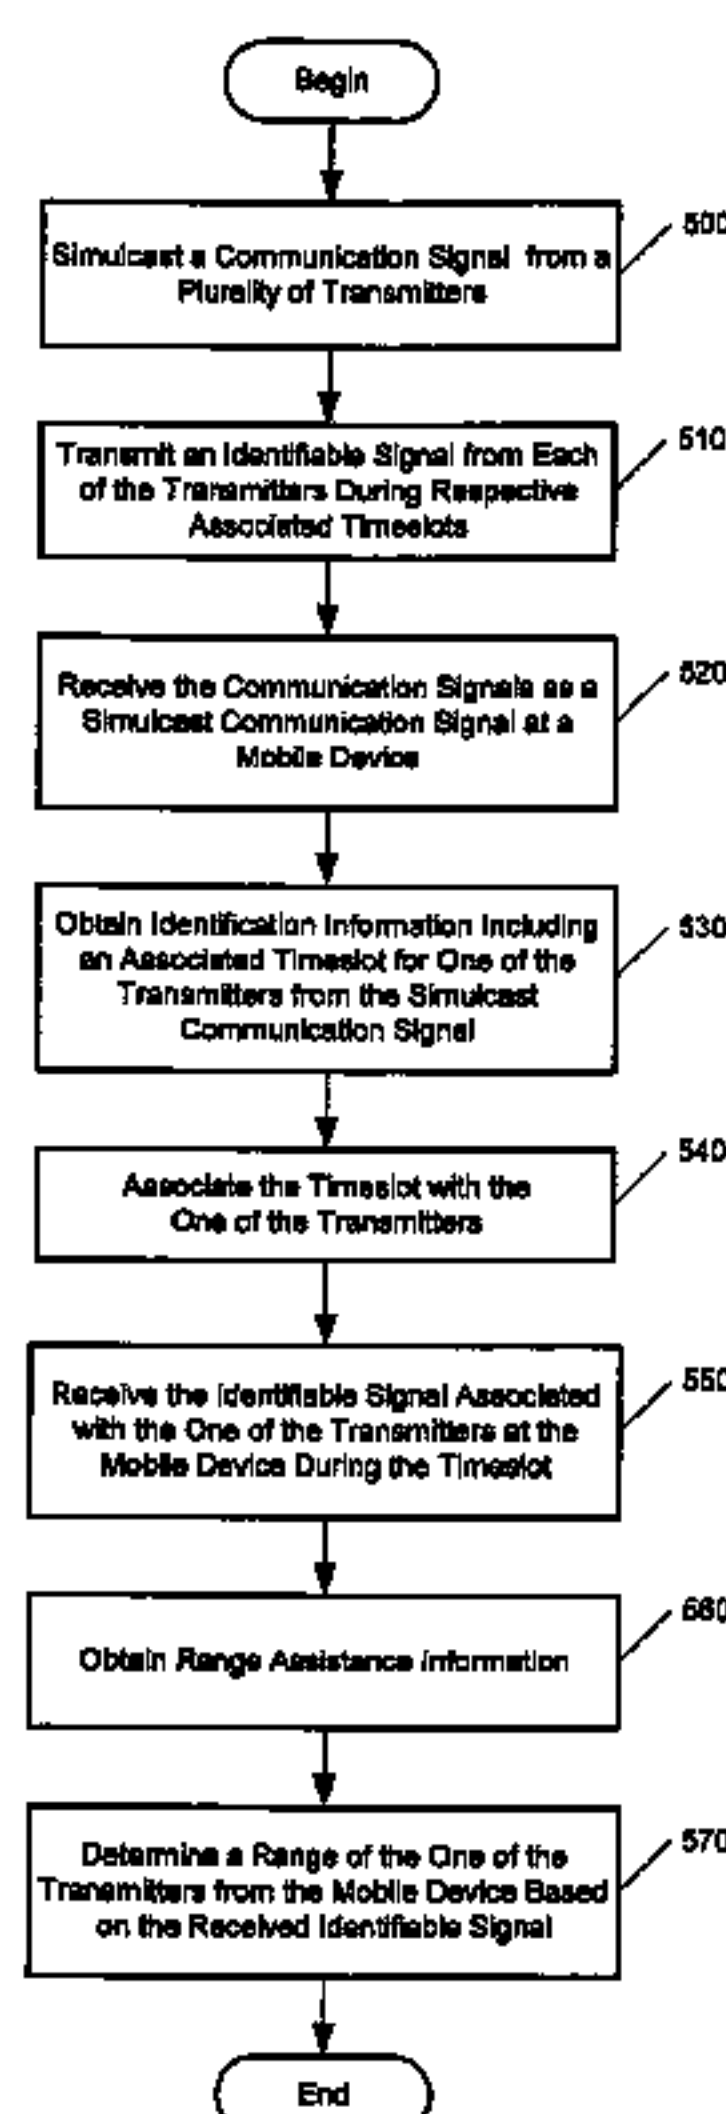 Begin
Simulcast a Communication Signal from a
Plurality of Transmitters
500
Transmit an Identifiable Signal from Each
of the Transmitters During Respective
Associated Timeslots
510
Receive the Communication Signals as a
Simulcast Communication Signal at a
Mobile Device
520
Obtain Identification Information Including
an Associated Timeslot for One of the
Transmitters from the Simulcast
Communication Signal
530
Associate the Timeslot with the
One of the Transmitters
540
Receive the Identifiable Signal Associated
with the One of the Transmitters at the
Mobile Device During the Timeslot
550
Obtain Range Assistance Information
560
Determine a Range of the One of the
Transmitters from the Mobile Device Based
on the Received Identifiable Signal
570
End